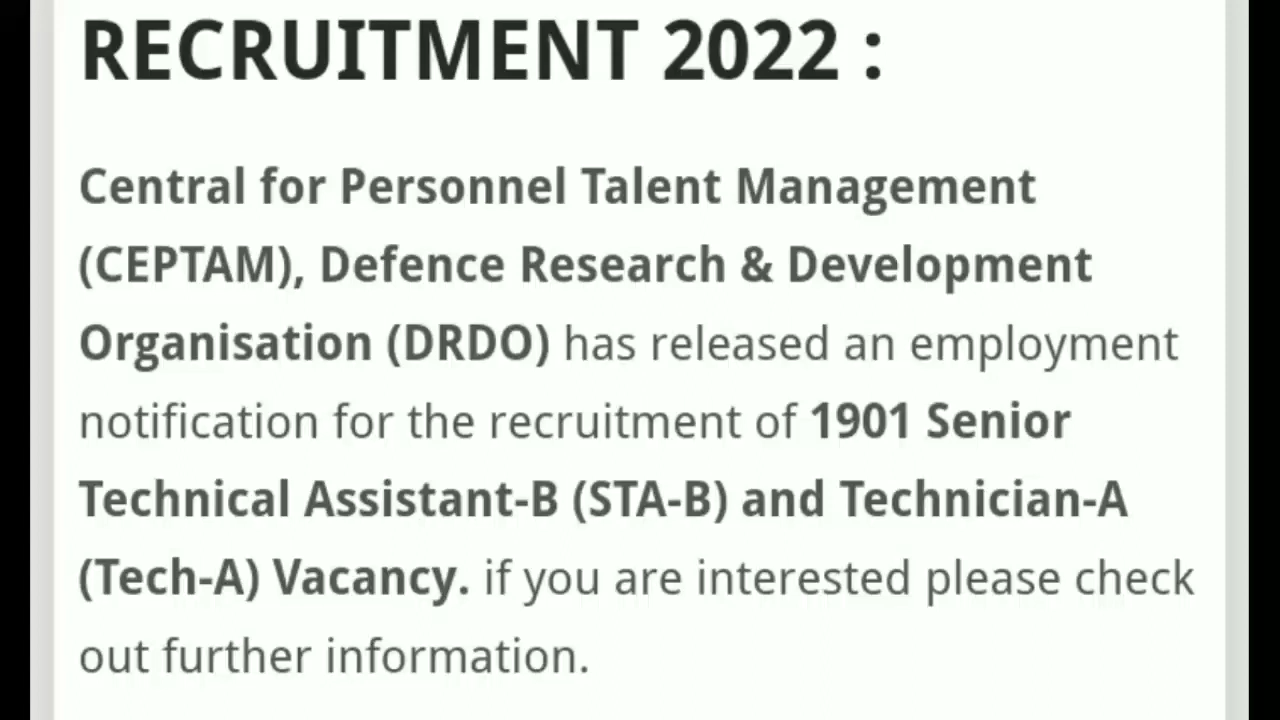 RECRUITMENT 2022 :
Central for Personnel Talent Management
(CEPTAM), Defence Research & Development
Organisation (DRDO) has released an employment
notification for the recruitment of 1901 Senior
Technical Assistant-B (STA-B) and Technician-A
(Tech-A) Vacancy. if you are interested please check
out further information.